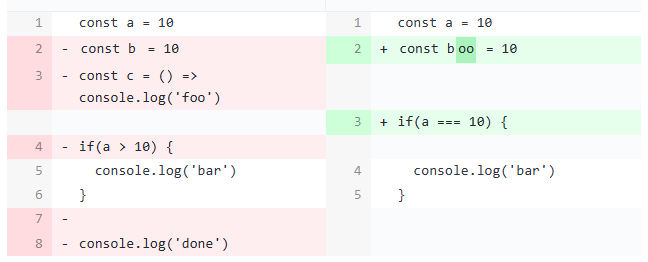 1 const a = 10
2 - const b = 10
3 - const c = () =>
console.log('foo')
4 - if(a > 10) {
5 console.log('bar')
6 }
7 -
8 - console.log('done')
1 const a = 10
2 + const boo = 10
3 + if(a === 10) {
4 console.log('bar')
5 }